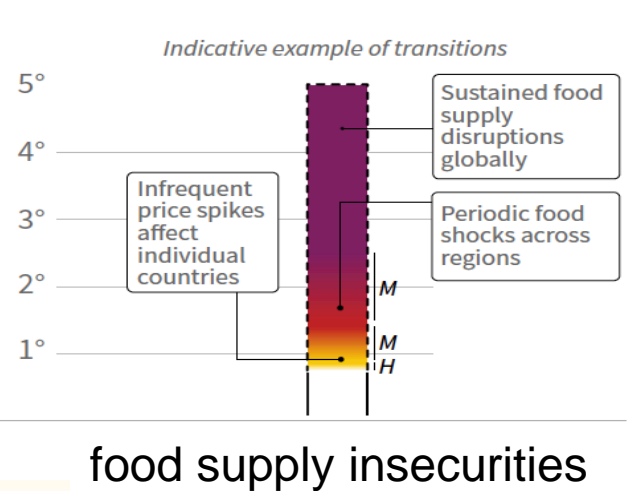 Indicative example of transitions
5°
4°
3°
2°
1°
Sustained food
supply
disruptions
globally
Infrequent
price spikes
affect
individual
countries
Periodic food
shocks across
regions
M
M
H
food supply insecurities